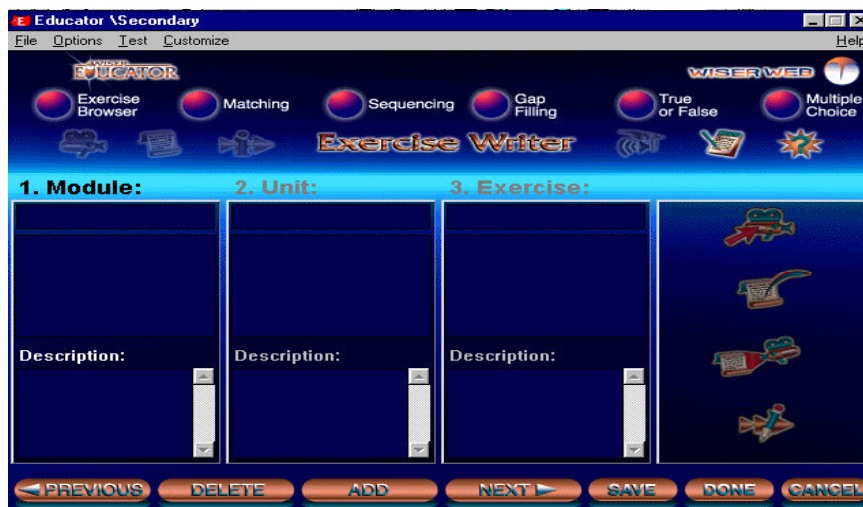 Educator \Secondary
File Options Test Customize Help
WISER
EDUCATOR
WISER WEB
Exercise
Browser
Matching
Sequencing
Gap
Filling
True
or False
Multiple
Choice
Exercise Writer
1. Module: 2. Unit: 3. Exercise:
Description: Description: Description:
PREVIOUS DELETE ADD NEXT SAVE DONE CANCEL